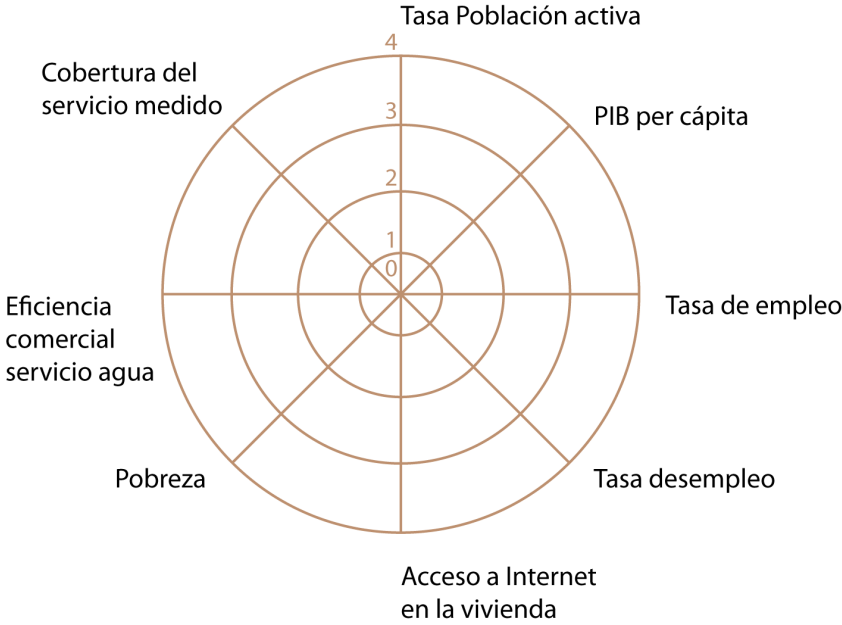 Tasa Población activa
4
Cobertura del
servicio medido
3
PIB per cápita
2
1
0
Eficiencia
comercial
servicio agua
Tasa de empleo
Pobreza
Tasa desempleo
Acceso a Internet
en la vivienda